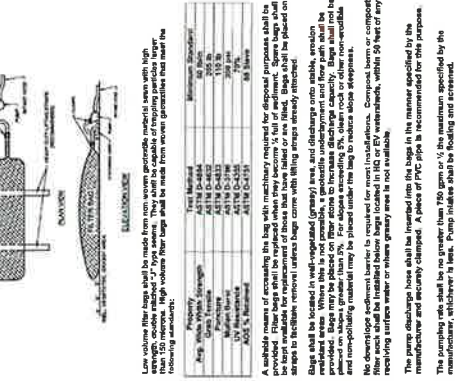 PLAN VIEW
FILTER BAG
ELEVATION VIEW
Low volume filter bags shall be made from non-woven geotextile material sewn with high
strength, double stitched "J" type seams. They shall be capable of trapping particles larger
than 150 microns. High volume filter bags shall be made from woven geotextiles that meet the
following standards:
Property Test Method Minimum Standard
Avg. Wide Width Strength ASTM D-4884 60 lb/in
Grab Tensile ASTM D-4632 205 lb
Puncture ASTM D-4833 110 lb
Mullen Burst ASTM D-3786 350 psi
UV Resistance ASTM D-4355 70%
AOS % Retained ASTM D-4751 80 Sieve
A suitable means of accessing the bag with machinery required for disposal purposes shall be
provided. Filter bags shall be replaced when they become ½ full of sediment. Spare bags shall
be kept available for replacement of those that have failed or are filled. Bags shall be placed on
straps to facilitate removal unless bags come with lifting straps already attached.
Bags shall be located in well-vegetated (grassy) area, and discharge onto stable, erosion
resistant areas. Where this is not possible, a geotextile underlayment and flow path shall be
provided. Bags may be placed on filter stone to increase discharge capacity. Bags shall not be
placed on slopes greater than 5%. For slopes exceeding 5%, clean rock or other non-erodible
and non-polluting material may be placed under the bag to reduce slope steepness.
No downslope sediment barrier is required for most installations. Compost berm or compost
filter sock shall be installed below bags located in HQ or EV watersheds, within 50 feet of any
receiving surface water or where grassy area is not available.
The pump discharge hose shall be inserted into the bags in the manner specified by the
manufacturer and securely clamped. A piece of PVC pipe is recommended for this purpose.
The pumping rate shall be no greater than 750 gpm or ½ the maximum specified by the
manufacturer, whichever is less. Pump intakes shall be floating and screened.